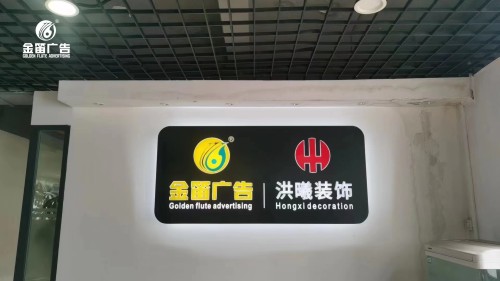 金笛广告
GOLDEN FLUTE ADVERTISING
®
金笛广告
Golden flute advertising
洪曦装饰
Hongxi decoration